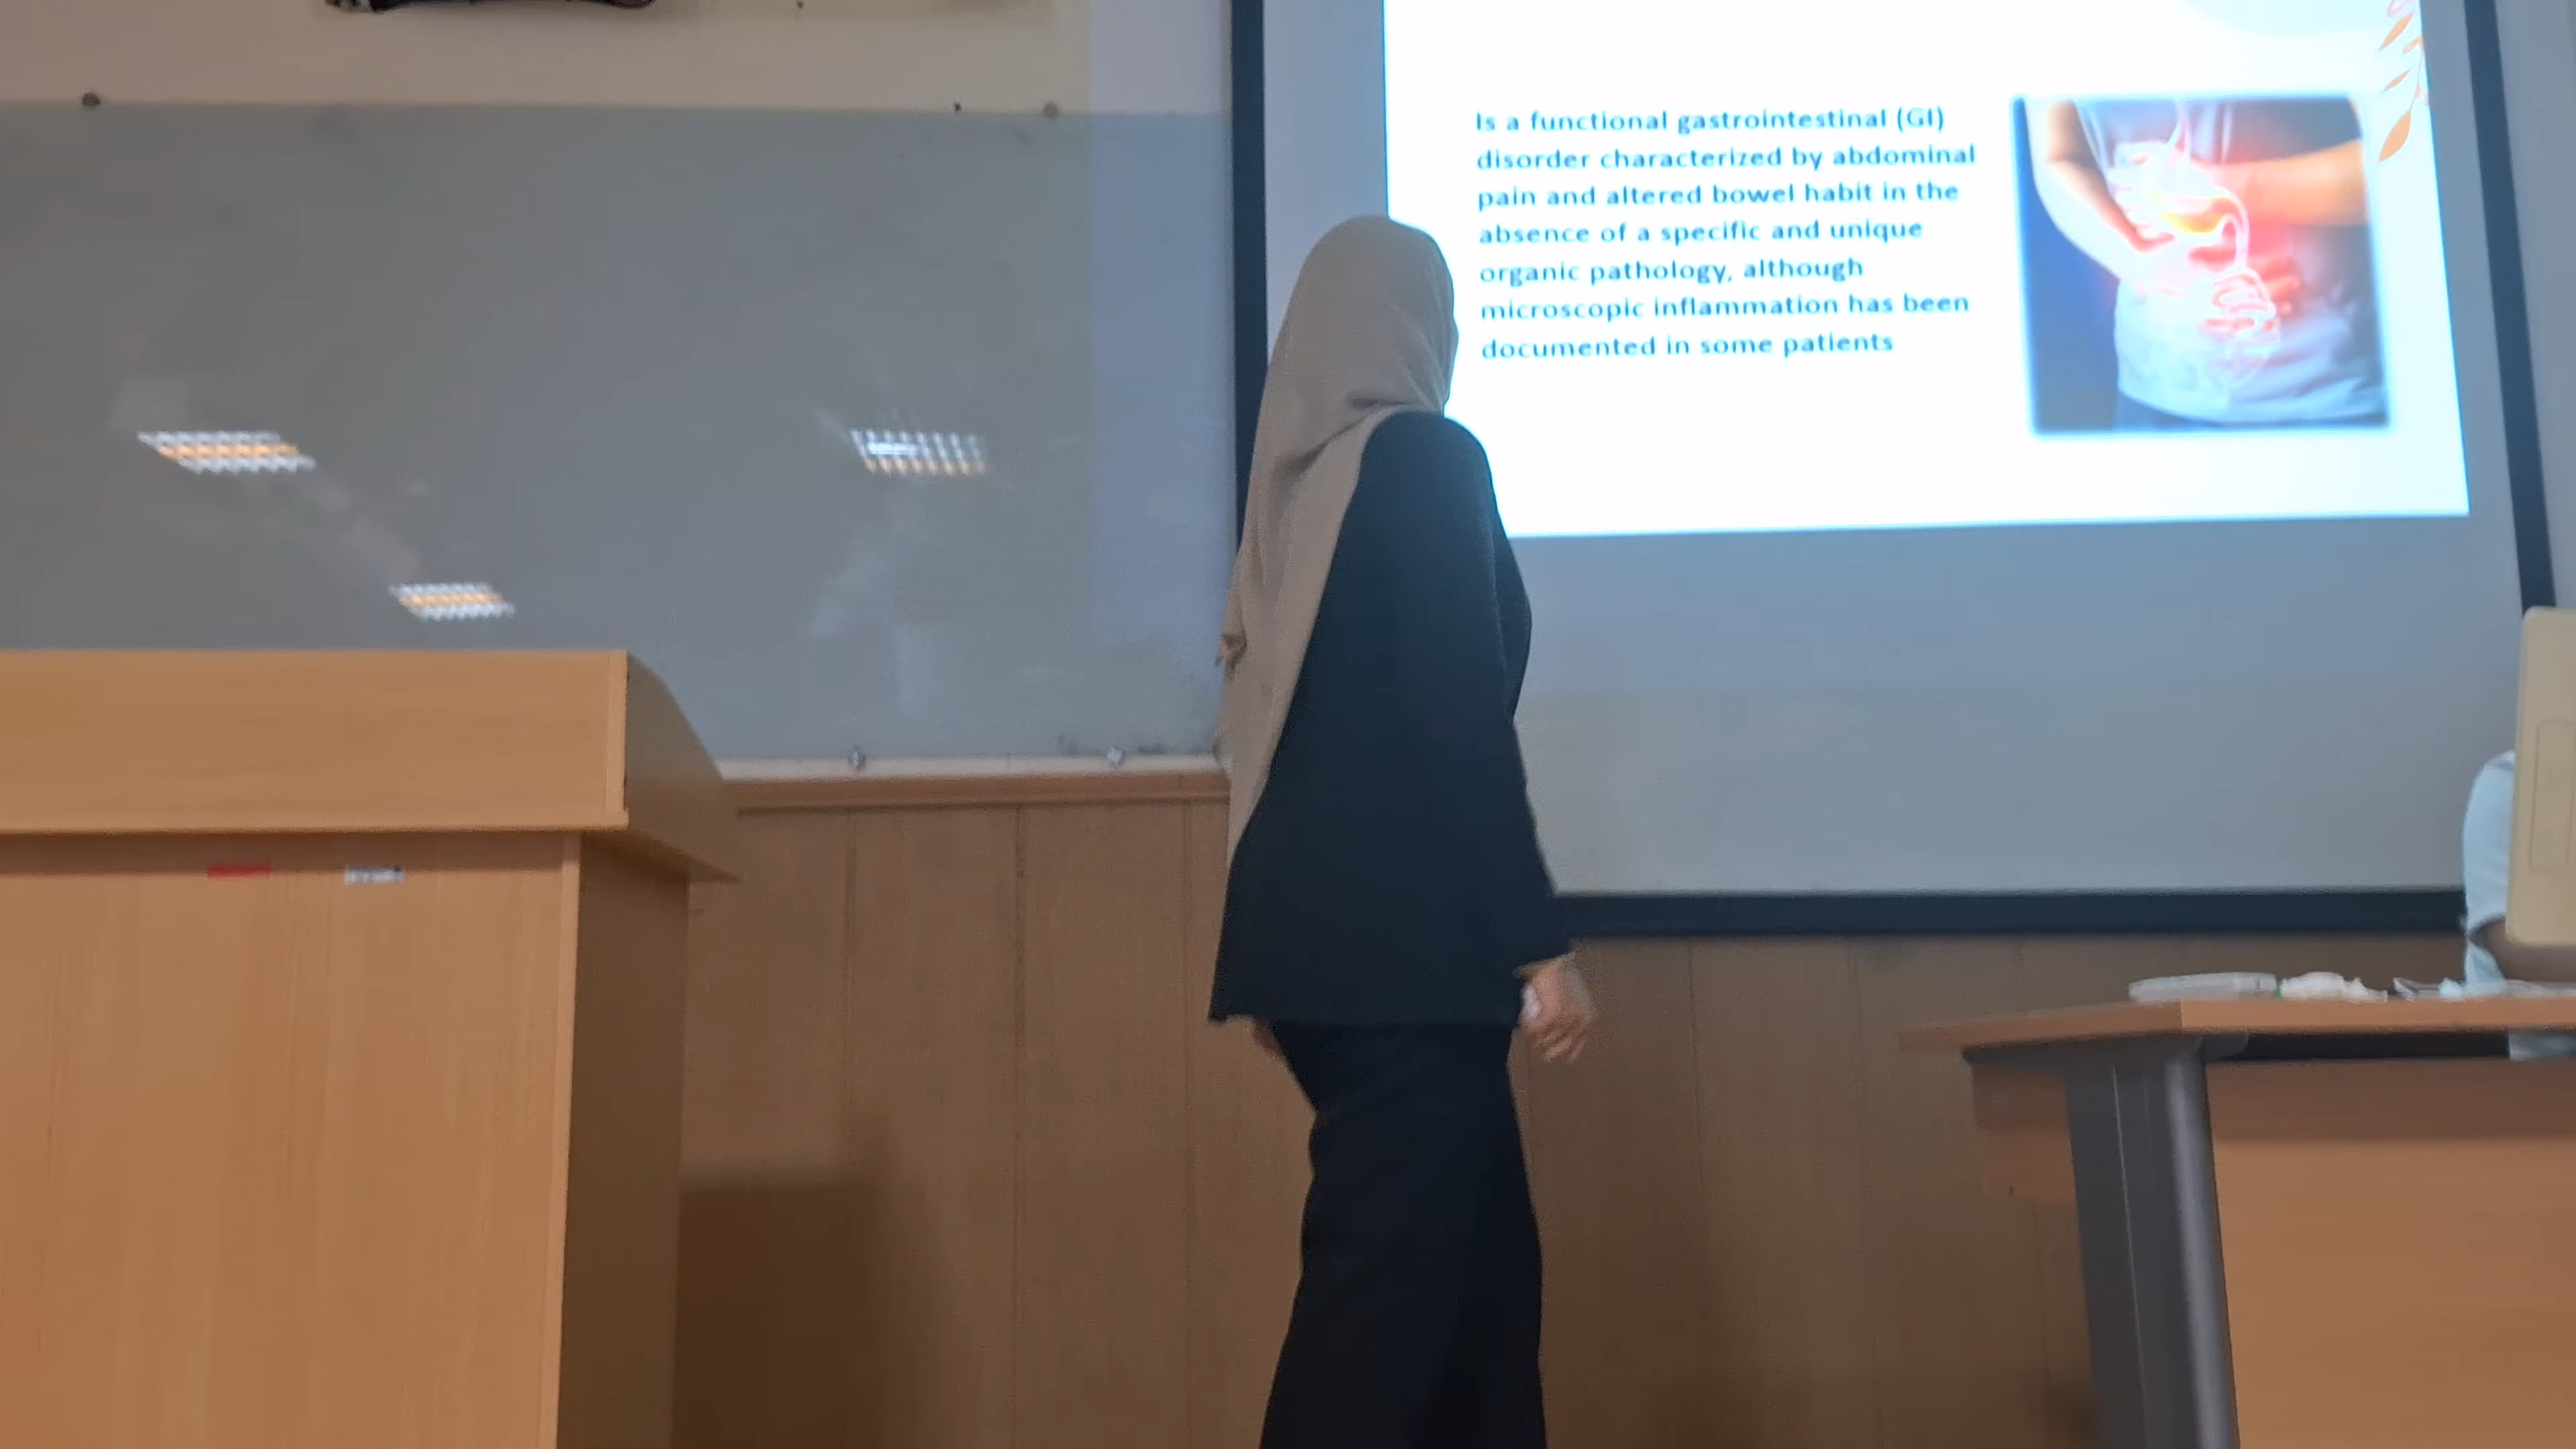 Is a functional gastrointestinal (GI)
disorder characterized by abdominal
pain and altered bowel habit in the
absence of a specific and unique
organic pathology, although
microscopic inflammation has been
documented in some patients